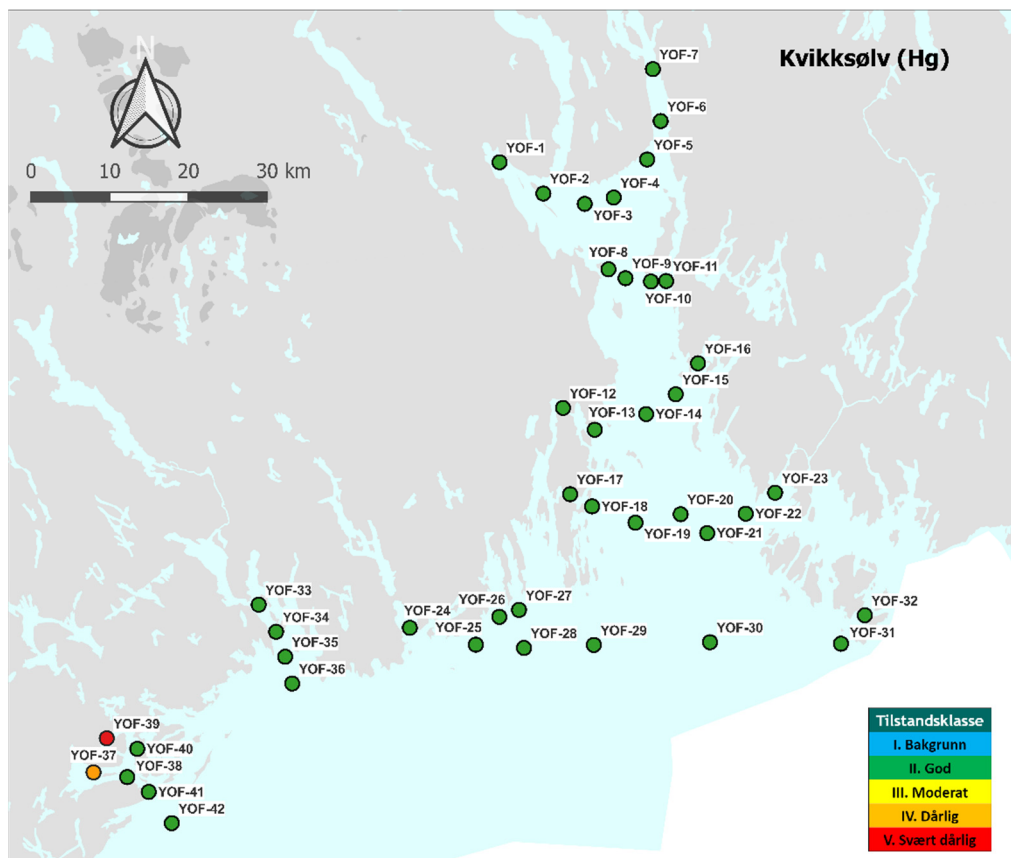 N
Kvikksølv (Hg)
0 10 20 30 km
YOF-7
YOF-6
YOF-5
YOF-1
YOF-2
YOF-4
YOF-3
YOF-8
YOF-9
YOF-11
YOF-10
YOF-16
YOF-15
YOF-12
YOF-13
YOF-14
YOF-17
YOF-18
YOF-19
YOF-20
YOF-21
YOF-22
YOF-23
YOF-33
YOF-34
YOF-35
YOF-36
YOF-24
YOF-25
YOF-26
YOF-27
YOF-28
YOF-29
YOF-30
YOF-32
YOF-31
YOF-39
YOF-40
YOF-37
YOF-38
YOF-41
YOF-42
Tilstandsklasse
I. Bakgrunn
II. God
III. Moderat
IV. Dårlig
V. Svært dårlig